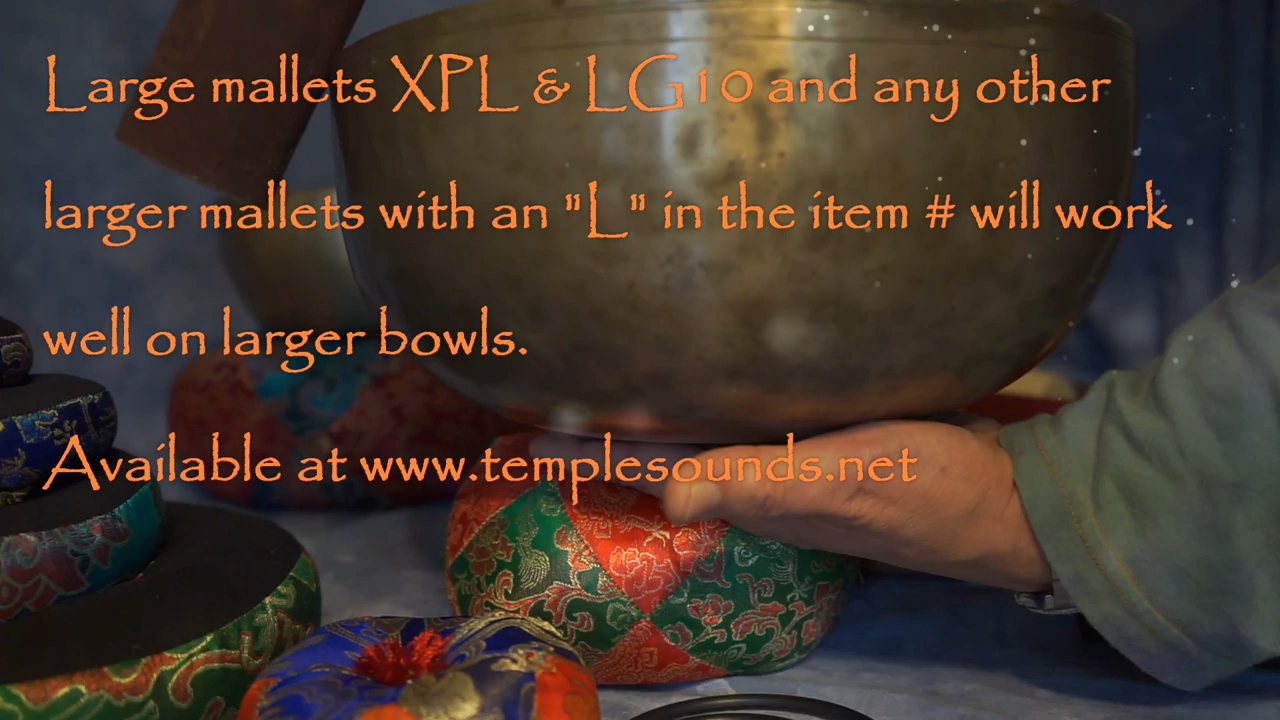 Large mallets XPL & LG10 and any other
larger mallets with an "L" in the item # will work
well on larger bowls.
Available at www.templesounds.net